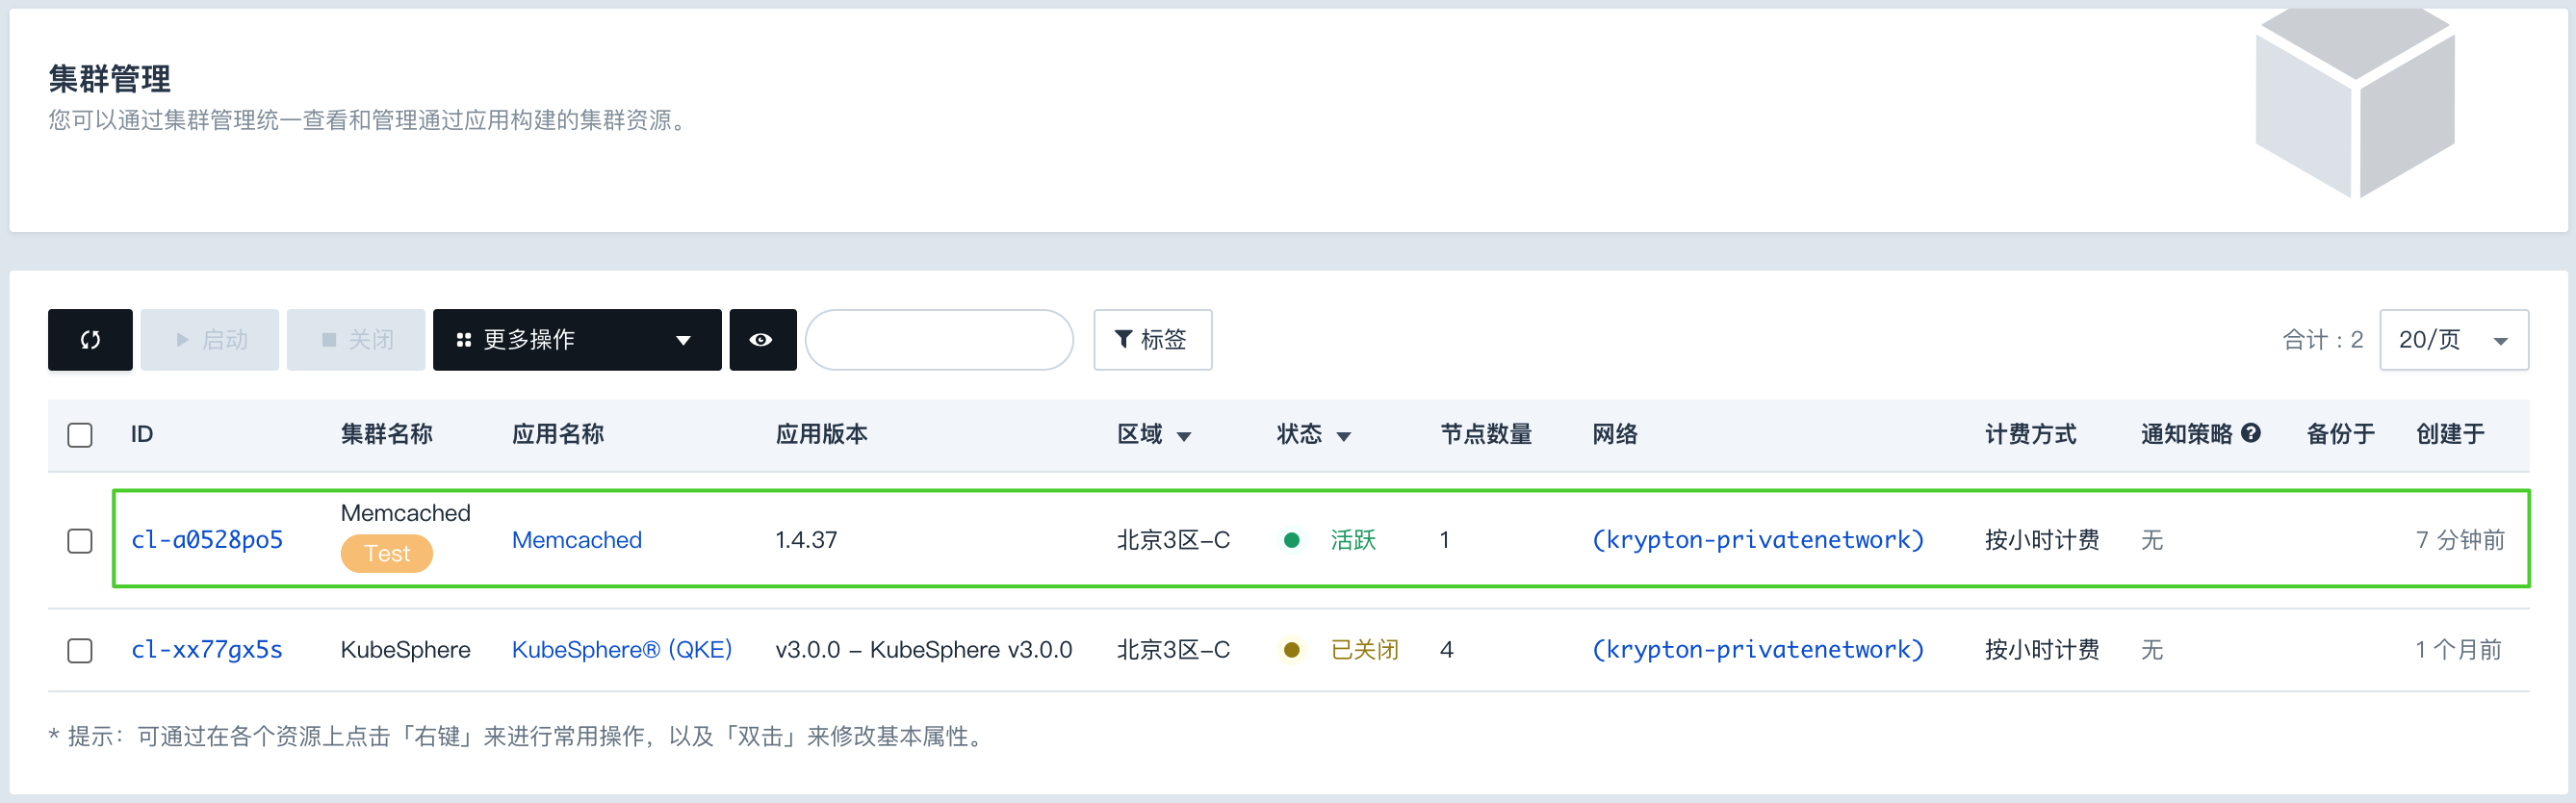 集群管理
您可以通过集群管理统一查看和管理通过应用构建的集群资源。
启动 关闭 更多操作 标签 合计：2 20/页
ID 集群名称 应用名称 应用版本 区域 状态 节点数量 网络 计费方式 通知策略 备份于 创建于
cl-a0528po5 Memcached Test Memcached 1.4.37 北京3区-C 活跃 1 (krypton-privatenetwork) 按小时计费 无 7 分钟前
cl-xx77gx5s KubeSphere KubeSphere® (QKE) v3.0.0 - KubeSphere v3.0.0 北京3区-C 已关闭 4 (krypton-privatenetwork) 按小时计费 无 1 个月前
* 提示：可通过在各个资源上点击「右键」来进行常用操作，以及「双击」来修改基本属性。